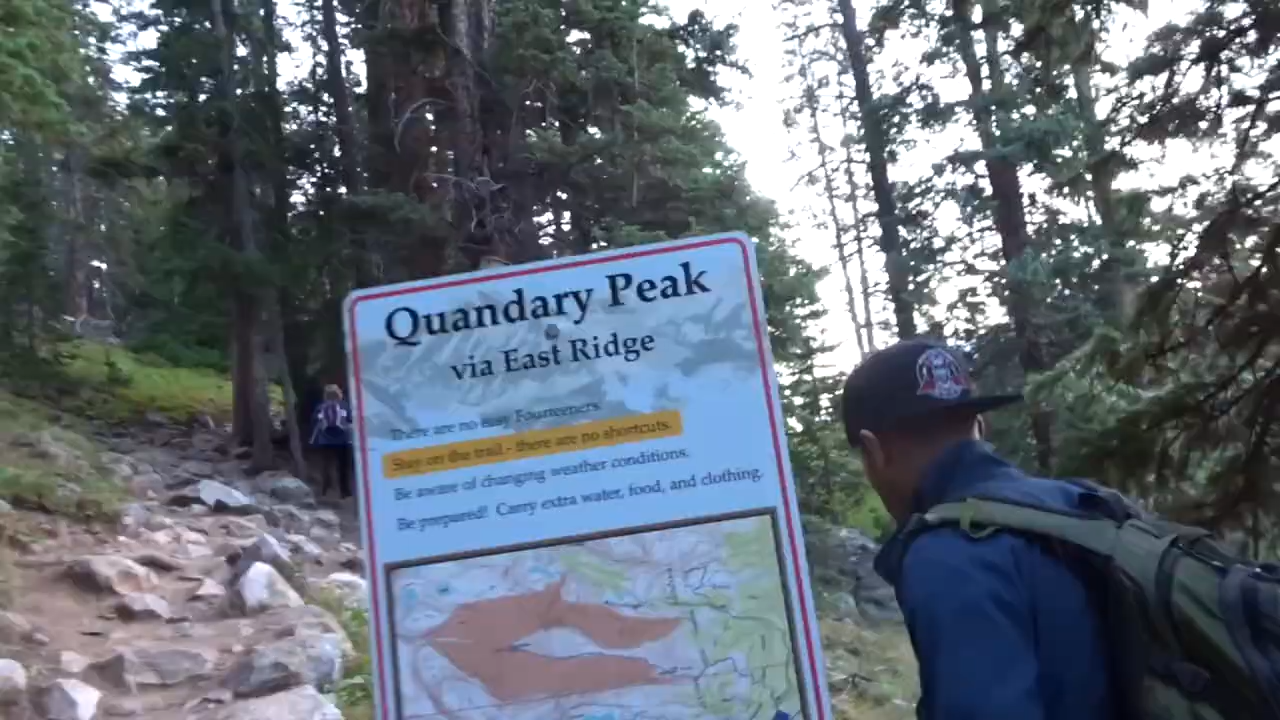 Quandary Peak
via East Ridge
There are no easy Fourteeners.
Stay on the trail - there are no shortcuts.
Be aware of changing weather conditions.
Be prepared! Carry extra water, food, and clothing.